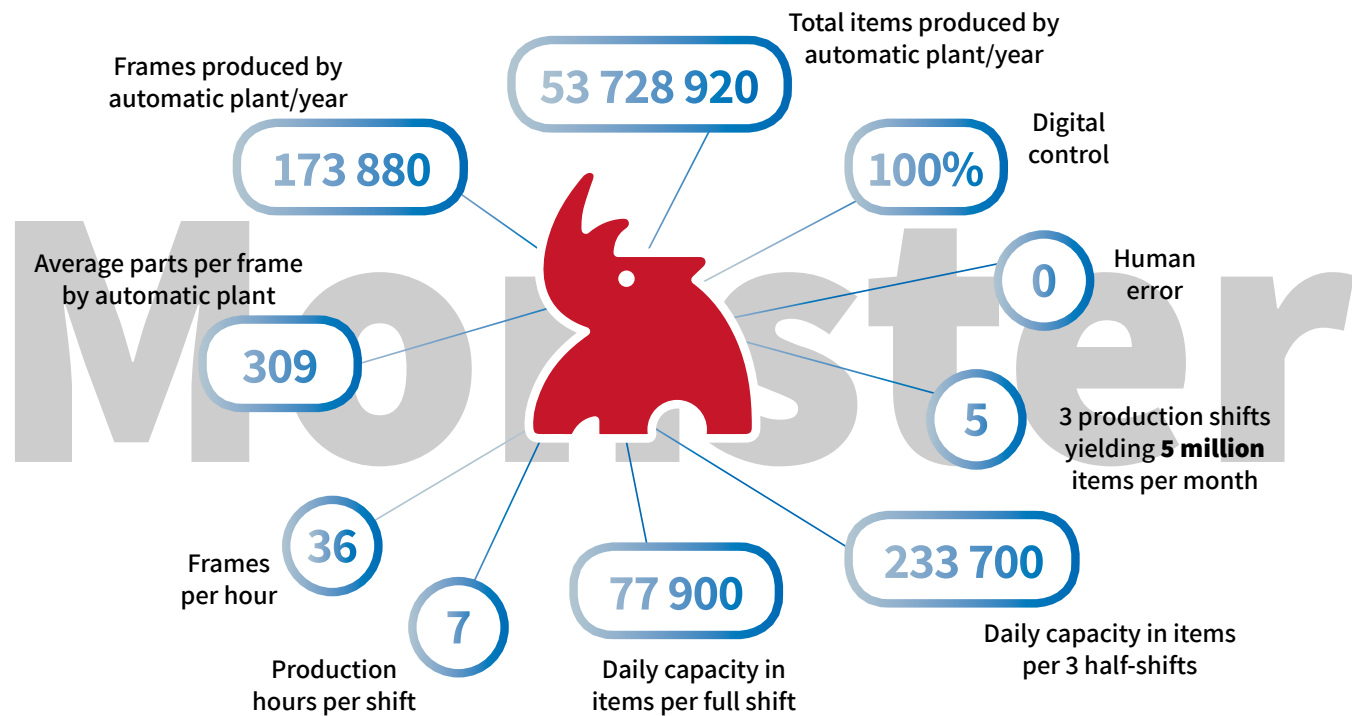 Monster
Total items produced by
automatic plant/year
53 728 920
Frames produced by
automatic plant/year
173 880
Digital
control
100%
Average parts per frame
by automatic plant
309
Human
error
0
5
3 production shifts
yielding 5 million
items per month
36
Frames
per hour
7
Production
hours per shift
77 900
Daily capacity in
items per full shift
233 700
Daily capacity in items
per 3 half-shifts